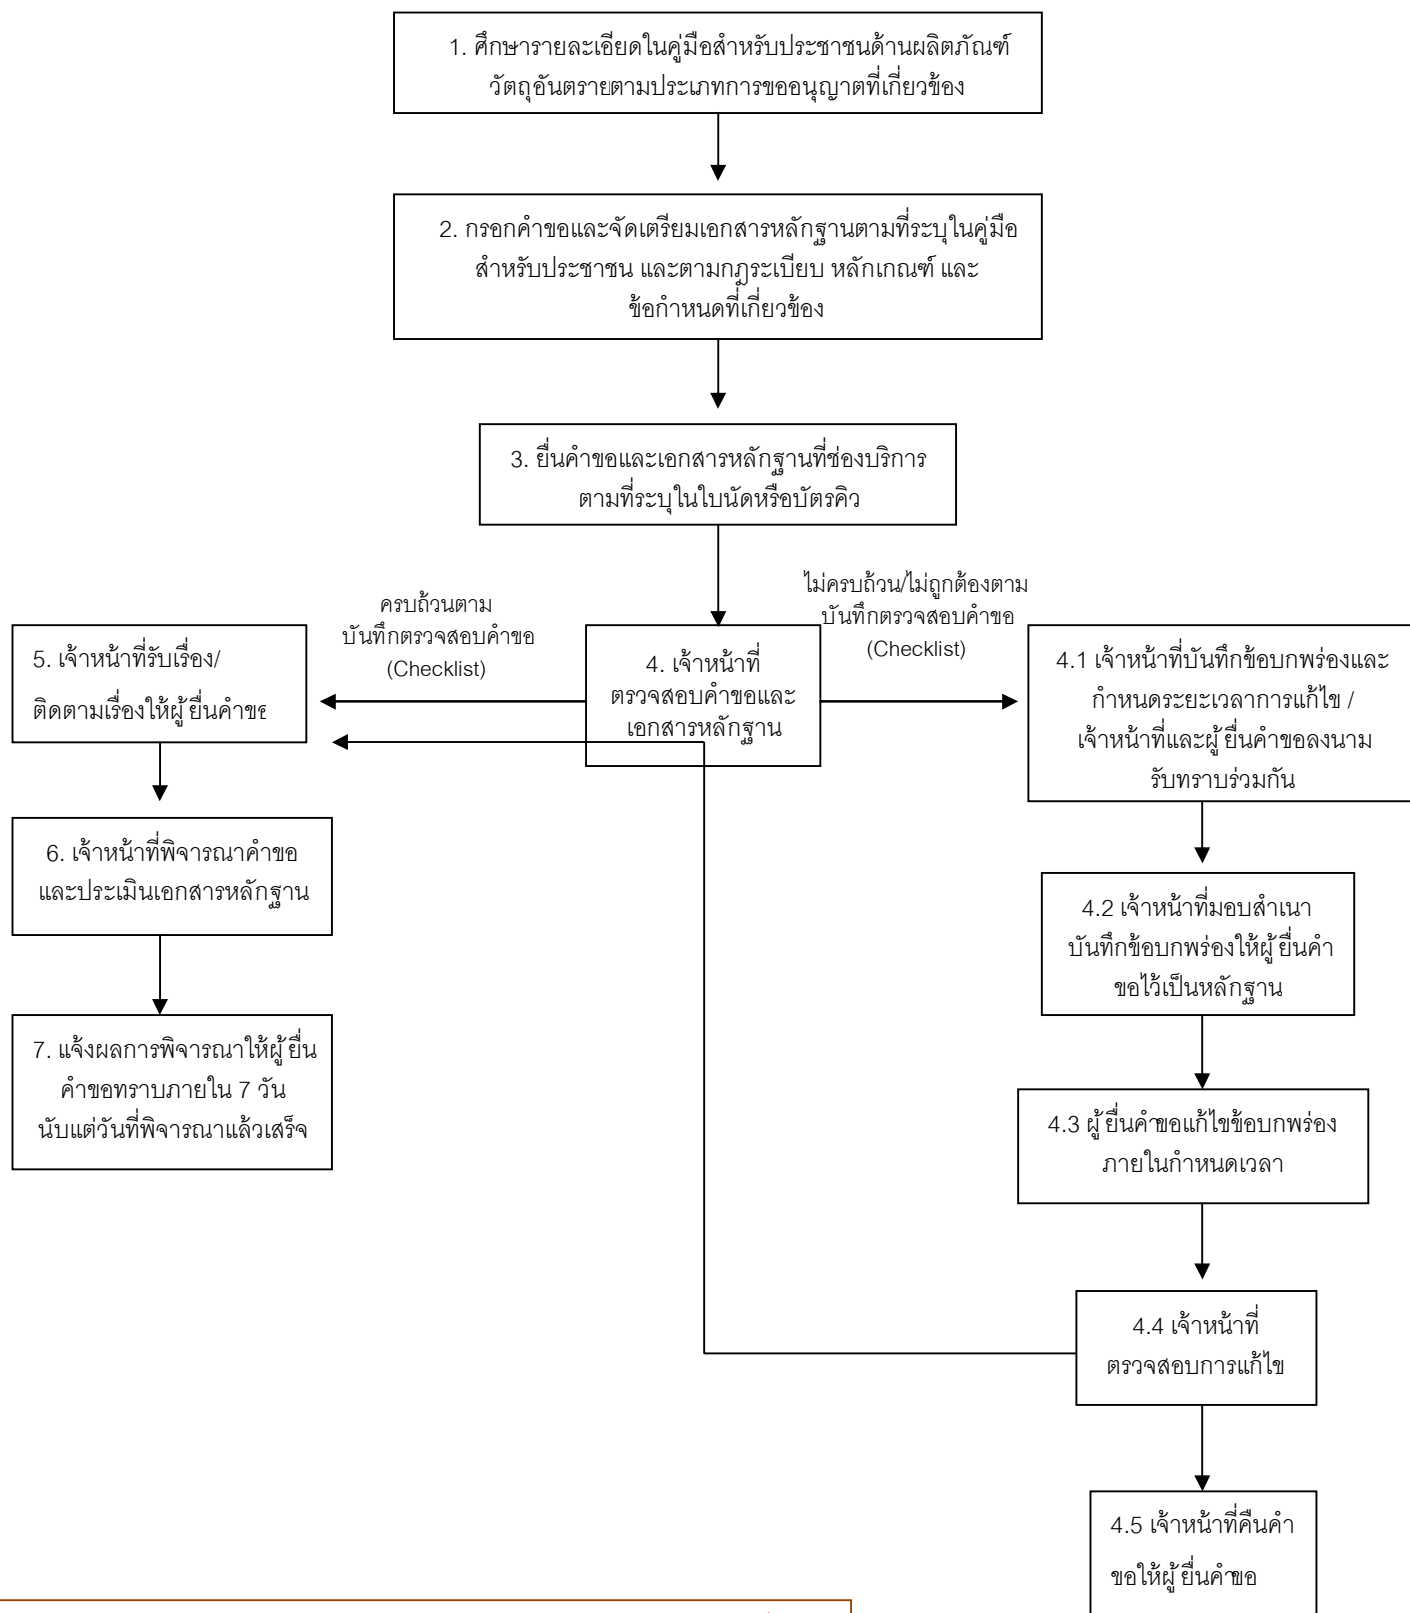 1. ศึกษารายละเอียดในคู่มือสำหรับประชาชนด้านผลิตภัณฑ์
วัตถุอันตรายตามประเภทการขออนุญาตที่เกี่ยวข้อง
2. กรอกคำขอและจัดเตรียมเอกสารหลักฐานตามที่ระบุในคู่มือ
สำหรับประชาชน และตามกฎระเบียบ หลักเกณฑ์ และ
ข้อกำหนดที่เกี่ยวข้อง
3. ยื่นคำขอและเอกสารหลักฐานที่ช่องบริการ
ตามที่ระบุในใบนัดหรือบัตรคิว
ครบถ้วนตาม
บันทึกตรวจสอบคำขอ
(Checklist)
ไม่ครบถ้วน/ไม่ถูกต้องตาม
บันทึกตรวจสอบคำขอ
(Checklist)
4. เจ้าหน้าที่
ตรวจสอบคำขอและ
เอกสารหลักฐาน
5. เจ้าหน้าที่รับเรื่อง/
ติดตามเรื่องให้ผู้ยื่นคำขอ
6. เจ้าหน้าที่พิจารณาคำขอ
และประเมินเอกสารหลักฐาน
7. แจ้งผลการพิจารณาให้ผู้ยื่น
คำขอทราบภายใน 7 วัน
นับแต่วันที่พิจารณาแล้วเสร็จ
4.1 เจ้าหน้าที่บันทึกข้อบกพร่องและ
กำหนดระยะเวลาการแก้ไข /
เจ้าหน้าที่และผู้ยื่นคำขอลงนาม
รับทราบร่วมกัน
4.2 เจ้าหน้าที่มอบสำเนา
บันทึกข้อบกพร่องให้ผู้ยื่นคำ
ขอไว้เป็นหลักฐาน
4.3 ผู้ยื่นคำขอแก้ไขข้อบกพร่อง
ภายในกำหนดเวลา
4.4 เจ้าหน้าที่
ตรวจสอบการแก้ไข
4.5 เจ้าหน้าที่คืนคำ
ขอให้ผู้ยื่นคำขอ